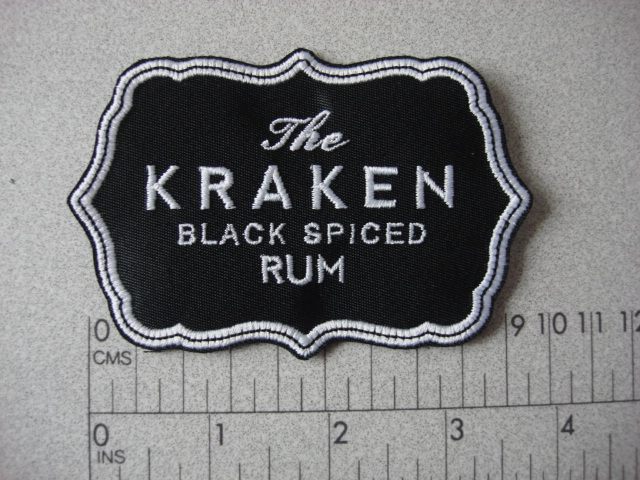 The
KRAKEN
BLACK SPICED
RUM
0 9 10 11 12
CMS
0 1 2 3 4
INS